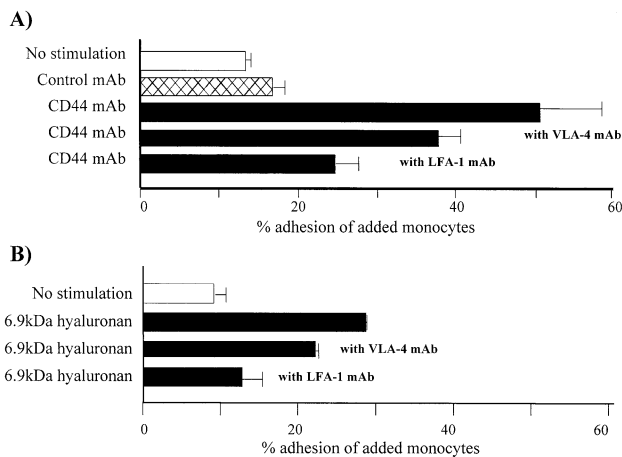 A)
No stimulation
Control mAb
CD44 mAb
CD44 mAb
with VLA-4 mAb
CD44 mAb
with LFA-1 mAb
0 20 40 60
% adhesion of added monocytes
B)
No stimulation
6.9kDa hyaluronan
6.9kDa hyaluronan
with VLA-4 mAb
6.9kDa hyaluronan
with LFA-1 mAb
0 20 40 60
% adhesion of added monocytes